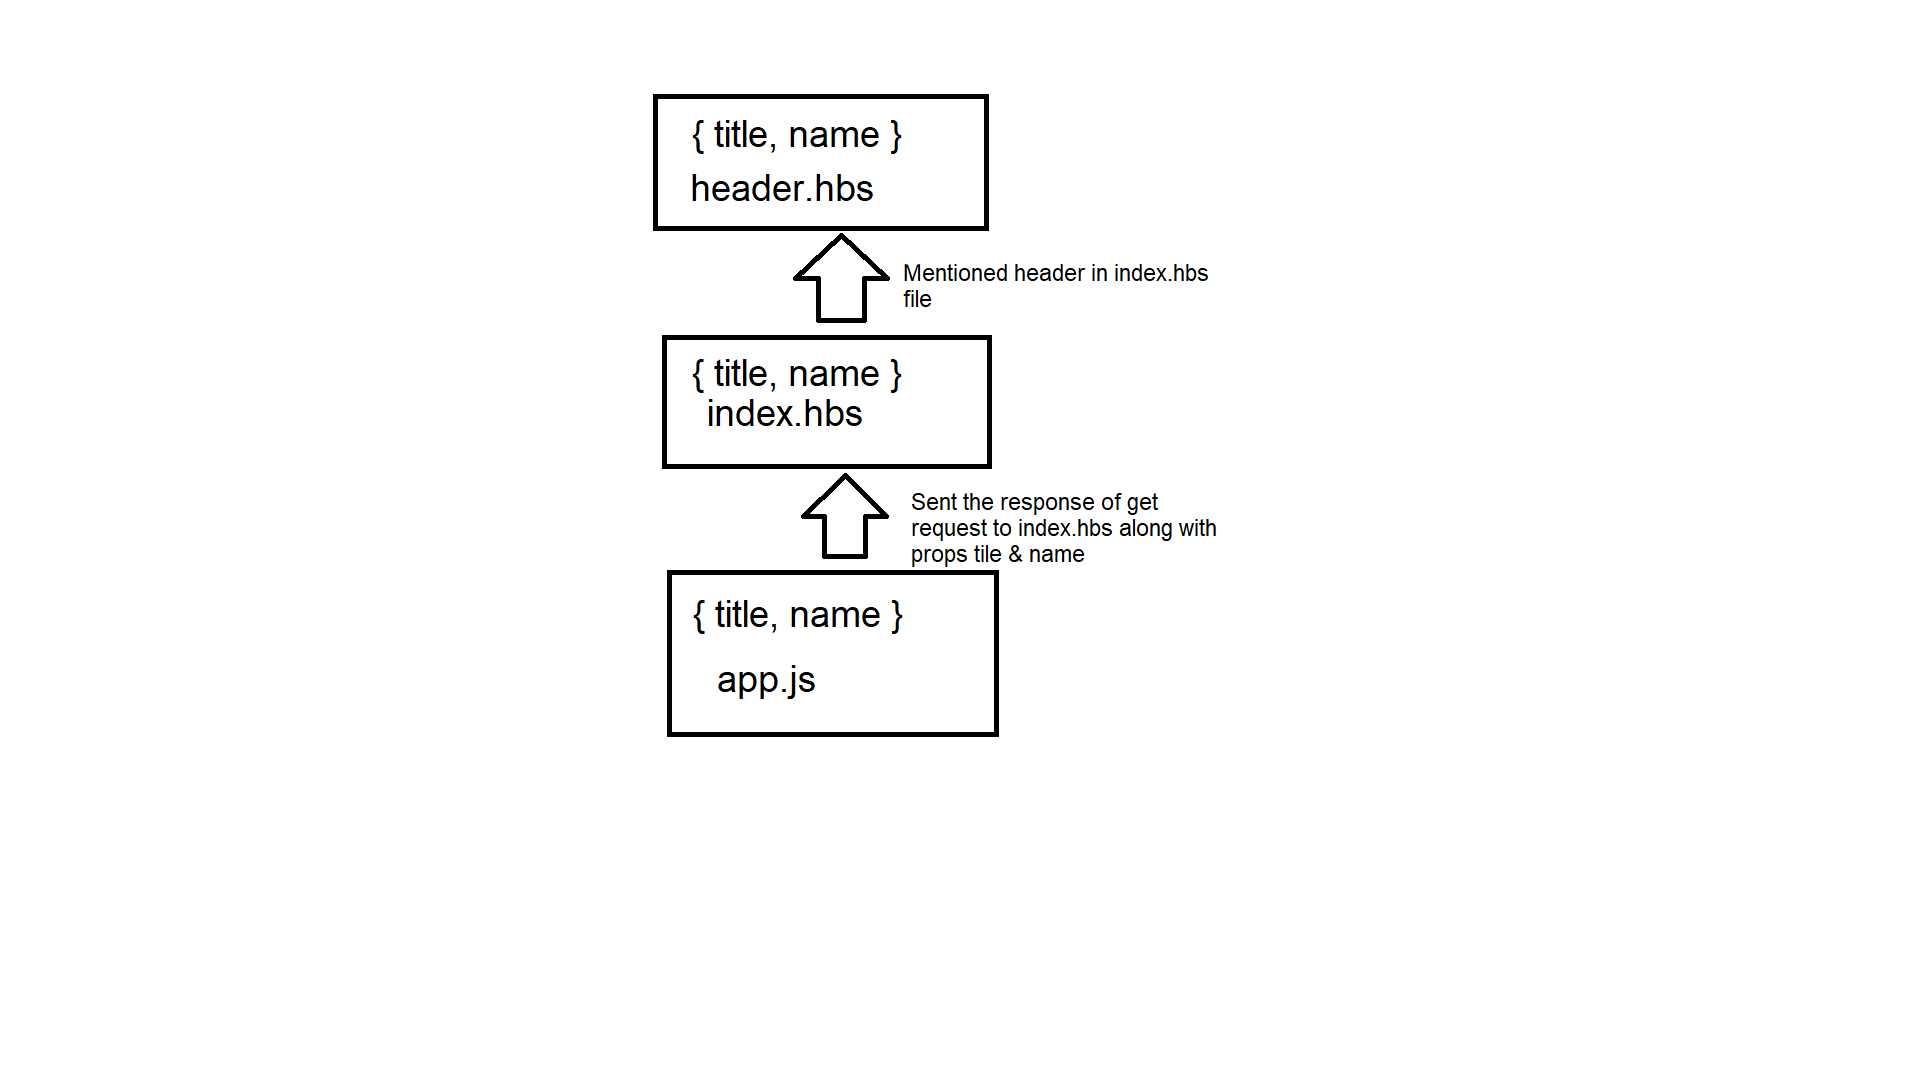 { title, name }
header.hbs
Mentioned header in index.hbs
file
{ title, name }
index.hbs
Sent the response of get
request to index.hbs along with
props tile & name
{ title, name }
app.js